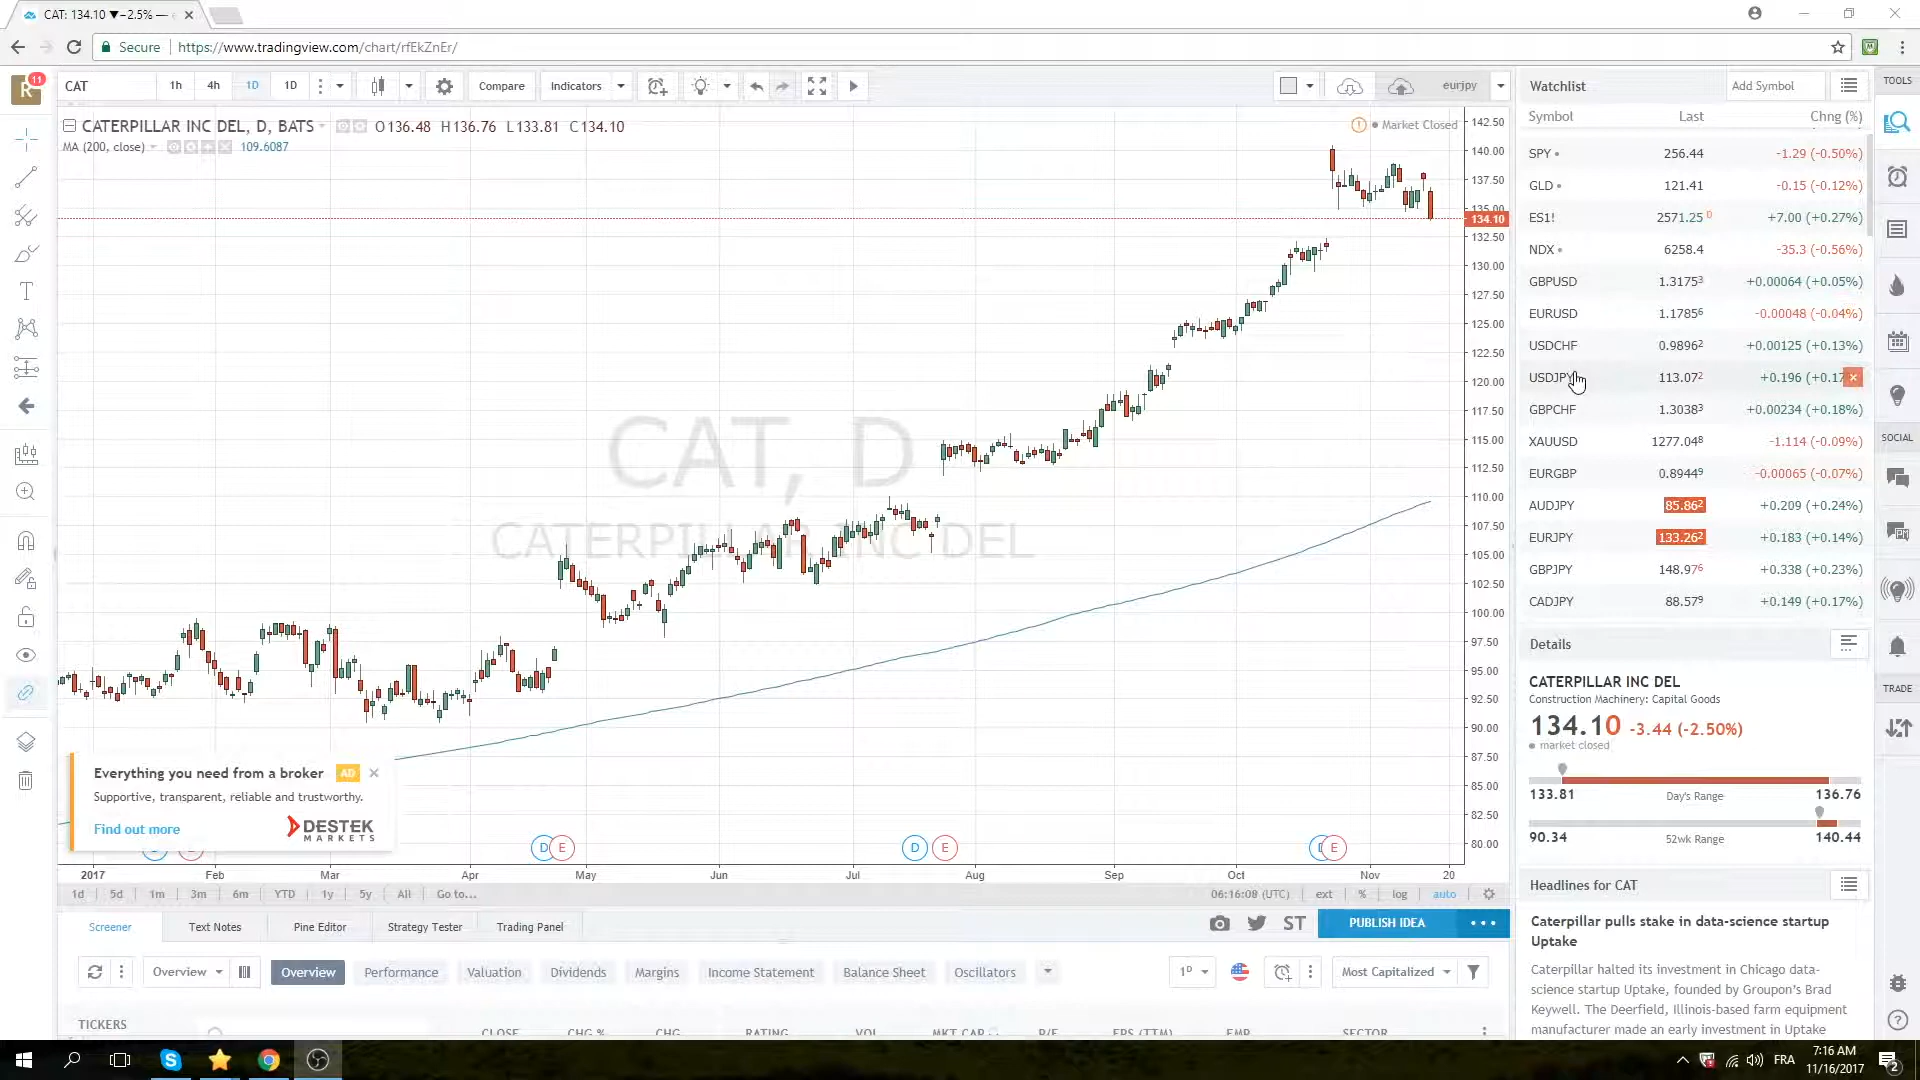 CAT: 134.10 ▼−2.5% —
Secure
https://www.tradingview.com/chart/rfEkZnEr/
R
11
CAT
1h
4h
1D
1D
Compare
Indicators
eurjpy
Watchlist
Add Symbol
TOOLS
CATERPILLAR INC DEL, D, BATS
O136.48 H136.76 L133.81 C134.10
Market Closed
MA (200, close)
109.6087
142.50
140.00
137.50
135.00
134.10
132.50
130.00
127.50
125.00
122.50
120.00
117.50
115.00
112.50
110.00
107.50
105.00
102.50
100.00
97.50
95.00
92.50
90.00
87.50
85.00
82.50
80.00
CAT, D
CATERPILLAR INC DEL
Symbol Last Chng (%)
SPY 256.44 -1.29 (-0.50%)
GLD 121.41 -0.15 (-0.12%)
ES1! 2571.25 D +7.00 (+0.27%)
NDX 6258.4 -35.3 (-0.56%)
GBPUSD 1.3175³ +0.00064 (+0.05%)
EURUSD 1.1785⁶ -0.00048 (-0.04%)
USDCHF 0.9896² +0.00125 (+0.13%)
USDJPY 113.07² +0.196 (+0.17
GBPCHF 1.3038³ +0.00234 (+0.18%)
XAUUSD 1277.04⁸ -1.114 (-0.09%)
EURGBP 0.8944⁹ -0.00065 (-0.07%)
AUDJPY 85.86² +0.209 (+0.24%)
EURJPY 133.26² +0.183 (+0.14%)
GBPJPY 148.97⁶ +0.338 (+0.23%)
CADJPY 88.57⁹ +0.149 (+0.17%)
SOCIAL
Details
CATERPILLAR INC DEL
TRADE
Construction Machinery: Capital Goods
134.10 -3.44 (-2.50%)
market closed
133.81 Day's Range 136.76
90.34 52wk Range 140.44
Headlines for CAT
Caterpillar pulls stake in data-science startup
Uptake
Caterpillar halted its investment in Chicago data-
science startup Uptake, founded by Groupon's Brad
Keywell. The Deerfield, Illinois-based farm equipment
manufacturer made an early investment in Uptake
Everything you need from a broker
AD
Supportive, transparent, reliable and trustworthy.
Find out more
DESTEK
MARKETS
D E D E E
2017 Feb Mar Apr May Jun Jul Aug Sep Oct Nov 20
1d 5d 1m 3m 6m YTD 1y 5y All Go to...
06:16:08 (UTC) ext % log auto
Screener
Text Notes
Pine Editor
Strategy Tester
Trading Panel
ST
PUBLISH IDEA
Overview
Overview
Performance
Valuation
Dividends
Margins
Income Statement
Balance Sheet
Oscillators
1D
Most Capitalized
TICKERS
CLOSE CHG % CHG RATING VOL MKT CAP P/E EPS (TTM) EMP SECTOR
FRA
7:16 AM
11/16/2017
2